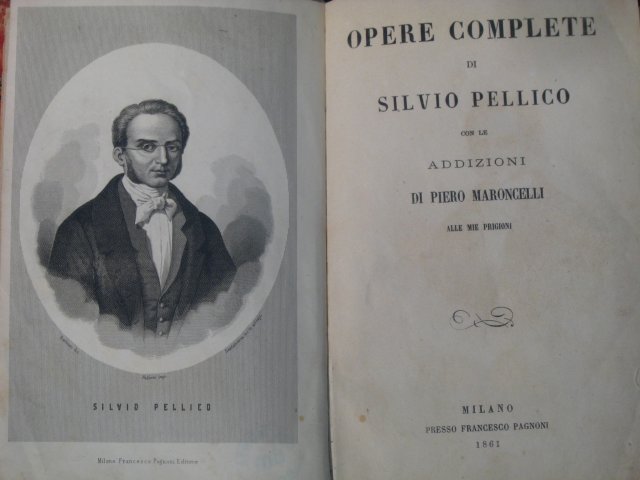 SILVIO PELLICO
Milano Francesco Pagnoni Editore
OPERE COMPLETE
DI
SILVIO PELLICO
CON LE
ADDIZIONI
DI PIERO MARONCELLI
ALLE MIE PRIGIONI
MILANO
PRESSO FRANCESCO PAGNONI
1861